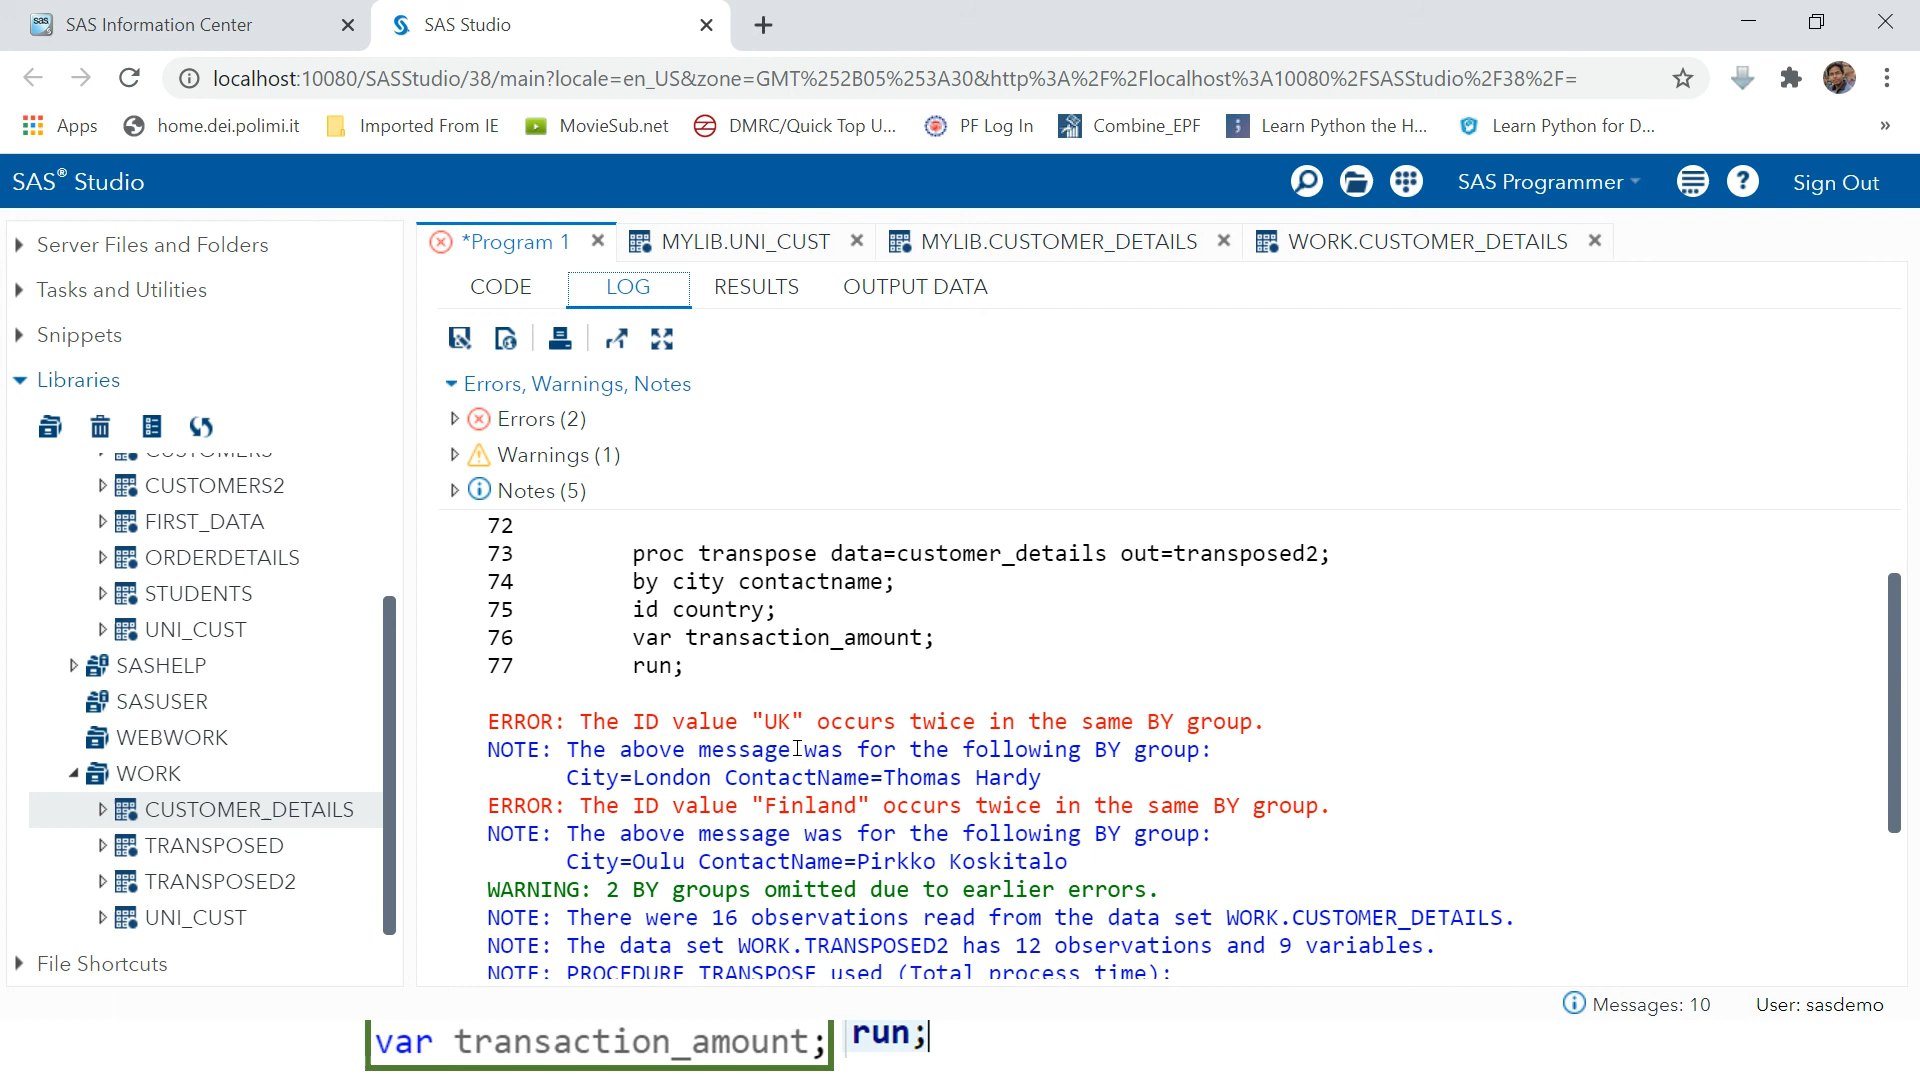 SAS Information Center
SAS Studio
localhost:10080/SASStudio/38/main?locale=en_US&zone=GMT%252B05%253A30&http%3A%2F%2Flocalhost%3A10080%2FSASStudio%2F38%2F=
Apps
home.dei.polimi.it
Imported From IE
MovieSub.net
DMRC/Quick Top U...
PF Log In
Combine_EPF
Learn Python the H...
Learn Python for D...
»
SAS® Studio
SAS Programmer
Sign Out
Server Files and Folders
Tasks and Utilities
Snippets
Libraries
CUSTOMERS
CUSTOMERS2
FIRST_DATA
ORDERDETAILS
STUDENTS
UNI_CUST
SASHELP
SASUSER
WEBWORK
WORK
CUSTOMER_DETAILS
TRANSPOSED
TRANSPOSED2
UNI_CUST
File Shortcuts
*Program 1
MYLIB.UNI_CUST
MYLIB.CUSTOMER_DETAILS
WORK.CUSTOMER_DETAILS
CODE
LOG
RESULTS
OUTPUT DATA
Errors, Warnings, Notes
Errors (2)
Warnings (1)
Notes (5)
72
73 proc transpose data=customer_details out=transposed2;
74 by city contactname;
75 id country;
76 var transaction_amount;
77 run;
ERROR: The ID value "UK" occurs twice in the same BY group.
NOTE: The above message was for the following BY group:
City=London ContactName=Thomas Hardy
ERROR: The ID value "Finland" occurs twice in the same BY group.
NOTE: The above message was for the following BY group:
City=Oulu ContactName=Pirkko Koskitalo
WARNING: 2 BY groups omitted due to earlier errors.
NOTE: There were 16 observations read from the data set WORK.CUSTOMER_DETAILS.
NOTE: The data set WORK.TRANSPOSED2 has 12 observations and 9 variables.
NOTE: PROCEDURE TRANSPOSE used (Total process time):
Messages: 10
User: sasdemo
var transaction_amount;
run;